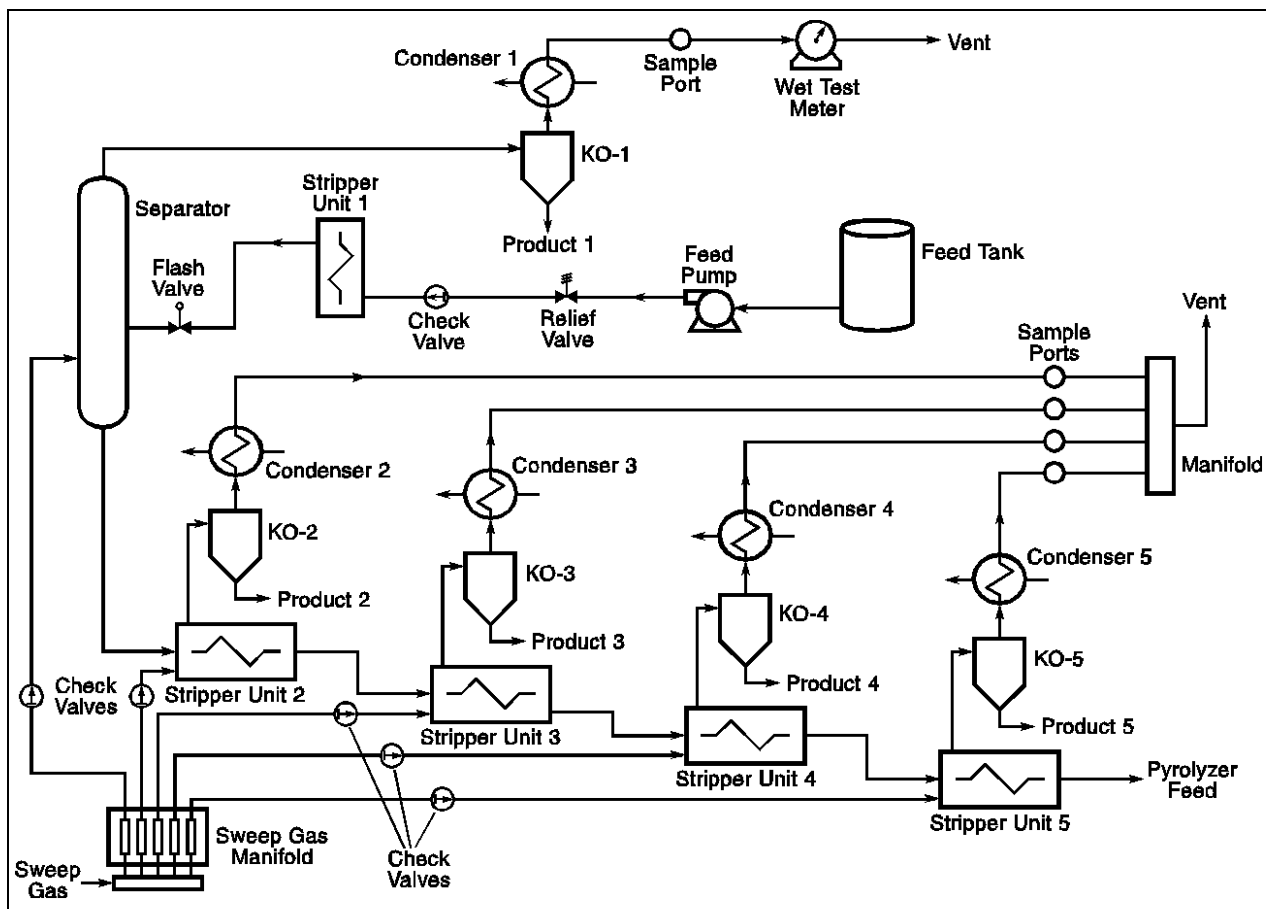 Condenser 1
Sample
Port
Vent
Wet Test
Meter
KO-1
Stripper
Unit 1
Separator
Product 1
Feed
Pump
Feed Tank
Flash
Valve
Check
Valve
Relief
Valve
Vent
Sample
Ports
Condenser 2
Condenser 3
Manifold
Condenser 4
KO-2
Condenser 5
KO-3
Product 2
KO-4
Product 3
KO-5
Check
Valves
Stripper Unit 2
Product 4
Stripper Unit 3
Product 5
Stripper Unit 4
Pyrolyzer
Feed
Stripper Unit 5
Sweep Gas
Manifold
Check
Valves
Sweep
Gas